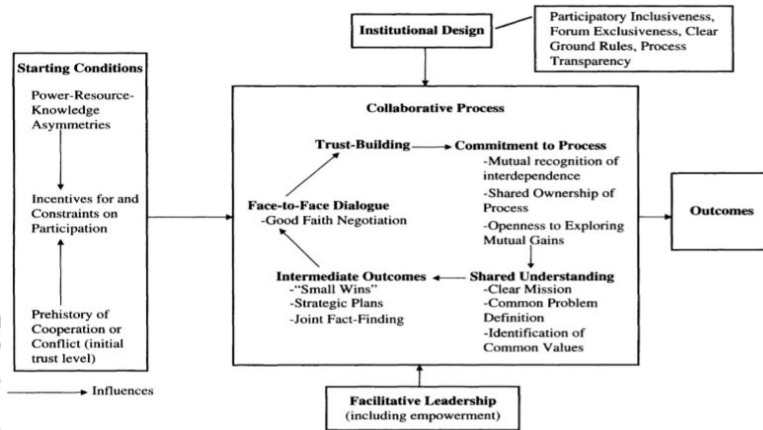 Institutional Design
Participatory Inclusiveness,
Forum Exclusiveness, Clear
Ground Rules, Process
Transparency
Starting Conditions
Power-Resource-
Knowledge
Asymmetries
Incentives for and
Constraints on
Participation
Prehistory of
Cooperation or
Conflict (initial
trust level)
Influences
Collaborative Process
Trust-Building
Commitment to Process
-Mutual recognition of
interdependence
-Shared Ownership of
Process
-Openness to Exploring
Mutual Gains
Face-to-Face Dialogue
-Good Faith Negotiation
Intermediate Outcomes
-"Small Wins"
-Strategic Plans
-Joint Fact-Finding
Shared Understanding
-Clear Mission
-Common Problem
Definition
-Identification of
Common Values
Outcomes
Facilitative Leadership
(including empowerment)